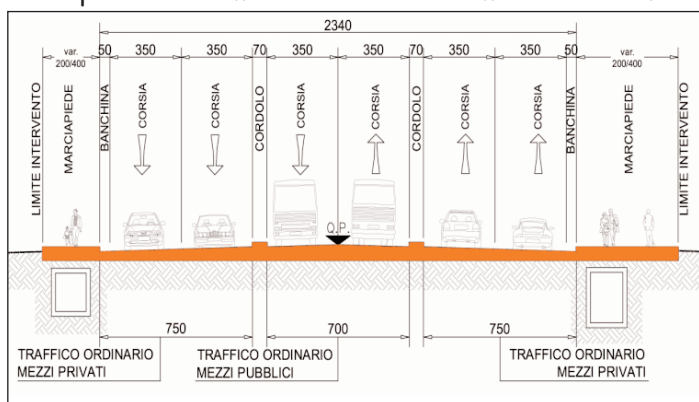 2340
var.
200/400
50
350
350
70
350
350
70
350
350
50
var.
200/400
LIMITE INTERVENTO
MARCIAPIEDE
BANCHINA
CORSIA
CORSIA
CORDOLO
CORSIA
CORSIA
CORDOLO
CORSIA
CORSIA
BANCHINA
MARCIAPIEDE
LIMITE INTERVENTO
Q.P.
750
700
750
TRAFFICO ORDINARIO
MEZZI PRIVATI
TRAFFICO ORDINARIO
MEZZI PUBBLICI
TRAFFICO ORDINARIO
MEZZI PRIVATI